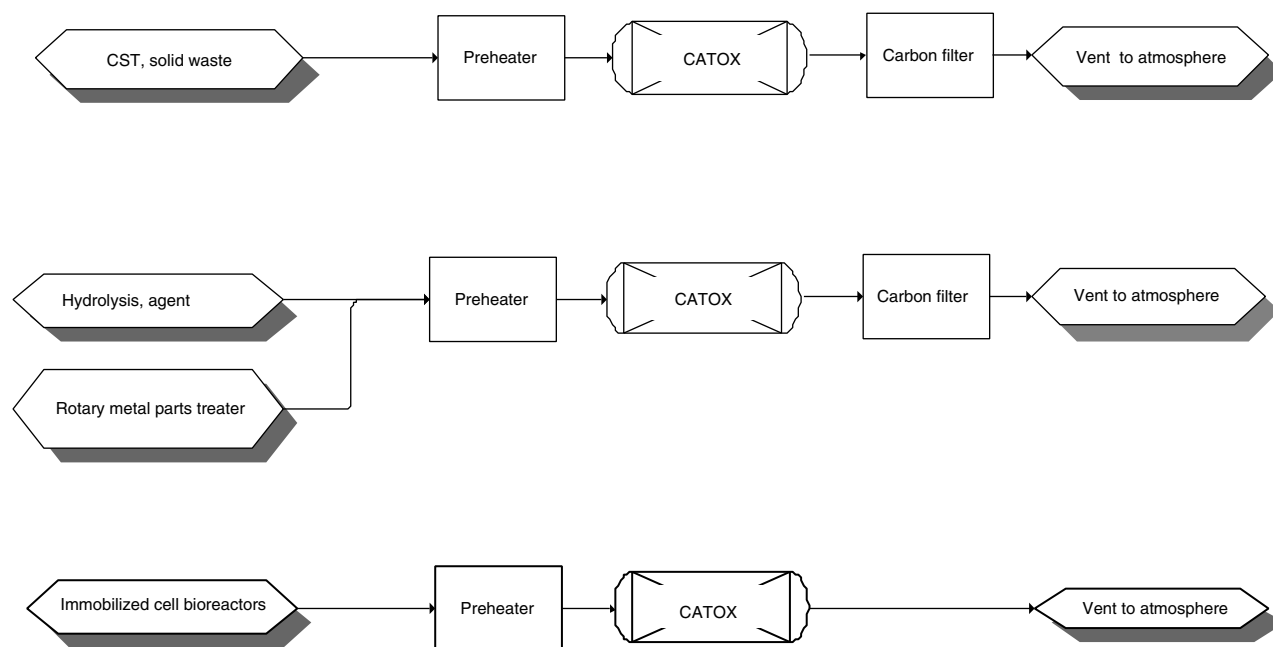 CST, solid waste
Preheater
CATOX
Carbon filter
Vent to atmosphere
Hydrolysis, agent
Preheater
CATOX
Carbon filter
Vent to atmosphere
Rotary metal parts treater
Immobilized cell bioreactors
Preheater
CATOX
Vent to atmosphere